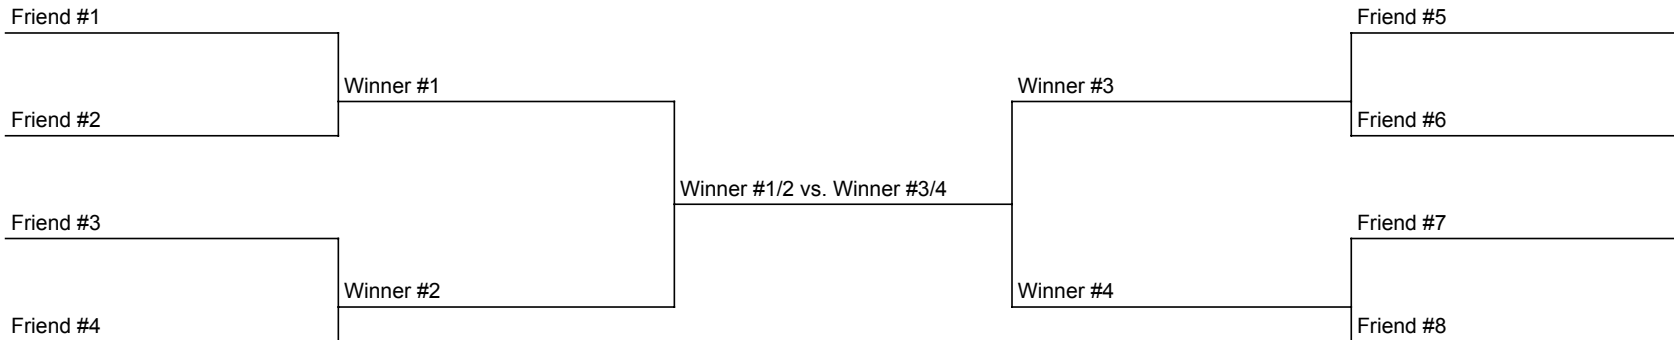 Friend #1
Friend #5
Winner #1
Winner #3
Friend #2
Friend #6
Winner #1/2 vs. Winner #3/4
Friend #3
Friend #7
Winner #2
Winner #4
Friend #4
Friend #8